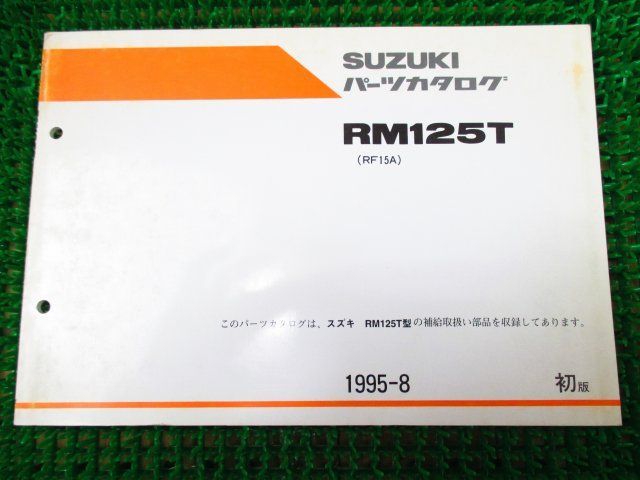 SUZUKI
パーツカタログ
RM125T
(RF15A)
このパーツカタログは、スズキ RM125T型の補給取扱い部品を収録してあります。
1995-8 初版